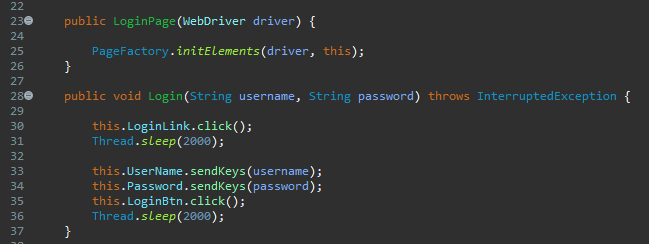 22
23 public LoginPage(WebDriver driver) {
24
25 PageFactory.initElements(driver, this);
26 }
27
28 public void Login(String username, String password) throws InterruptedException {
29
30 this.LoginLink.click();
31 Thread.sleep(2000);
32
33 this.UserName.sendKeys(username);
34 this.Password.sendKeys(password);
35 this.LoginBtn.click();
36 Thread.sleep(2000);
37 }